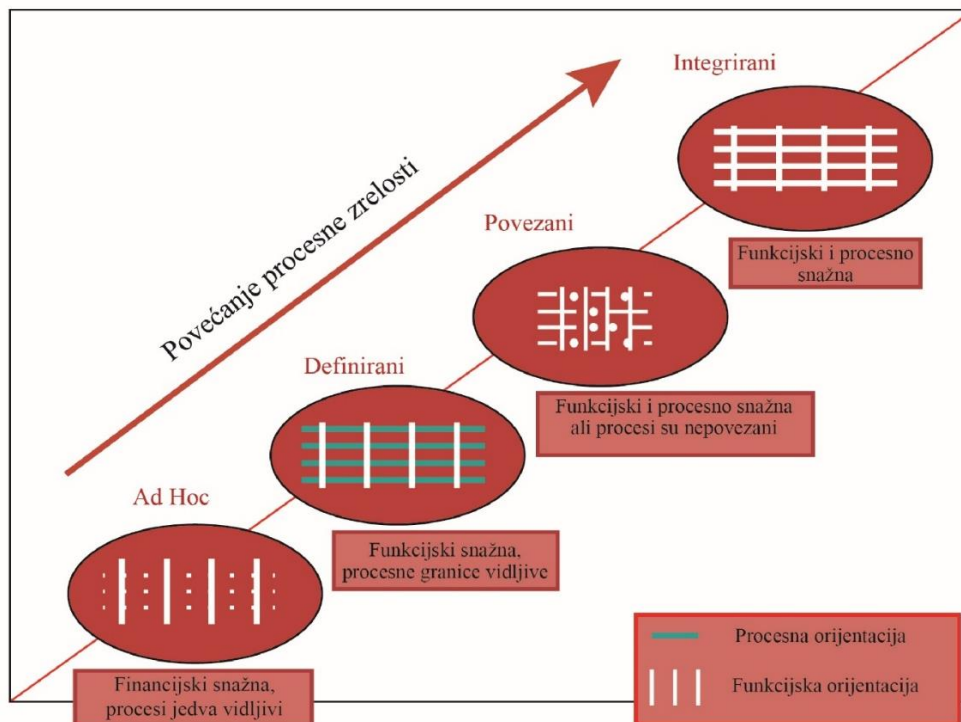 Integrirani
Funkcijski i procesno
snažna
Povećanje procesne zrelosti
Povezani
Funkcijski i procesno snažna
ali procesi su nepovezani
Definirani
Funkcijski snažna,
procesne granice vidljive
Ad Hoc
Financijski snažna,
procesi jedva vidljivi
Procesna orijentacija
Funkcijska orijentacija